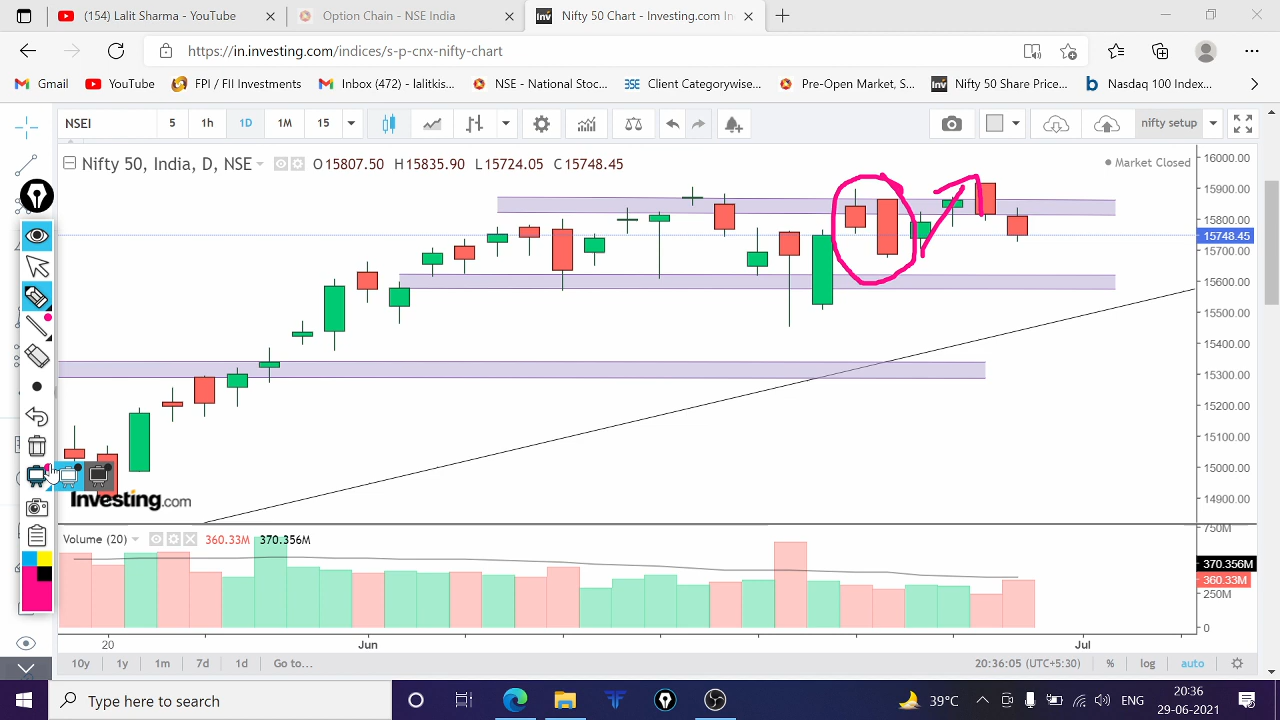 (154) Lalit Sharma - YouTube
Option Chain - NSE India
Nifty 50 Chart - Investing.com In
https://in.investing.com/indices/s-p-cnx-nifty-chart
Gmail
YouTube
FPI / FII Investments
Inbox (472) - lalitkis...
NSE - National Stoc...
Client Categorywise...
Pre-Open Market, S...
Nifty 50 Share Price...
Nasdaq 100 Index...
NSEI
5
1h
1D
1M
15
nifty setup
Nifty 50, India, D, NSE
O15807.50 H15835.90 L15724.05 C15748.45
Market Closed
16000.00
15900.00
15800.00
15748.45
15700.00
15600.00
15500.00
15400.00
15300.00
15200.00
15100.00
15000.00
14900.00
Investing.com
Volume (20)
360.33M
370.356M
750M
370.356M
360.33M
250M
0
20
Jun
Jul
10y
1y
1m
7d
1d
Go to...
20:36:05 (UTC+5:30)
%
log
auto
Type here to search
39°C
ENG
20:36
29-06-2021